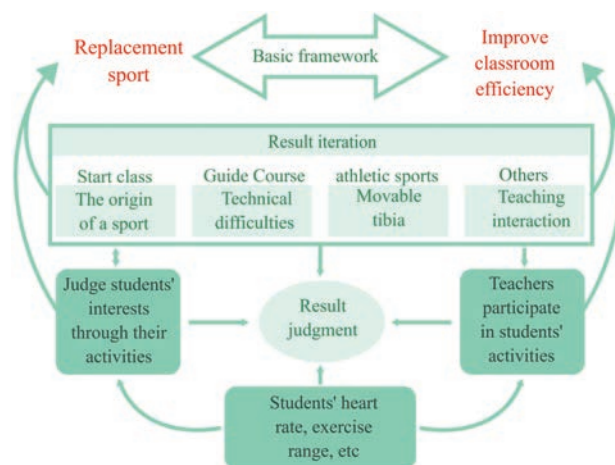 Replacement
sport
Basic framework
Improve
classroom
efficiency
Result iteration
Start class
The origin
of a sport
Guide Course
Technical
difficulties
athletic sports
Movable
tibia
Others
Teaching
interaction
Judge students'
interests
through their
activities
Result
judgment
Teachers
participate
in students'
activities
Students' heart
rate, exercise
range, etc